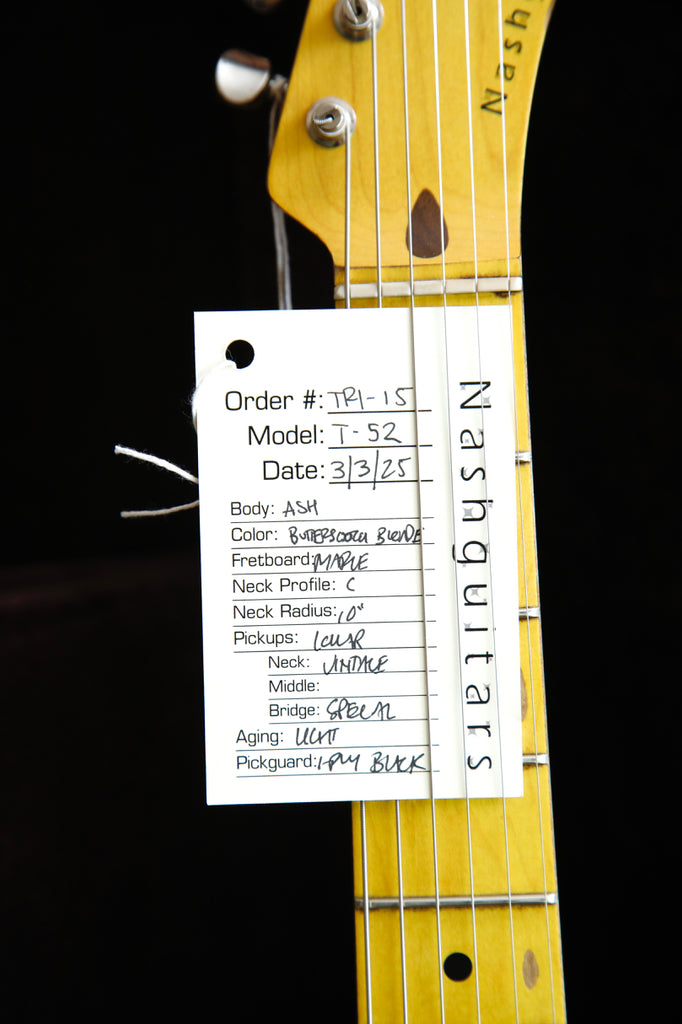 Nash
Order #: TRI-15
Model: T-52
Date: 3/3/25
Body: ASH
Color: BUTTERSCOTCH BLONDE
Fretboard: MAPLE
Neck Profile: C
Neck Radius: 10"
Pickups: LOLLAR
Neck: VINTAGE
Middle:
Bridge: SPECIAL
Aging: LIGHT
Pickguard: 1-PLY BLACK
Nashguitars